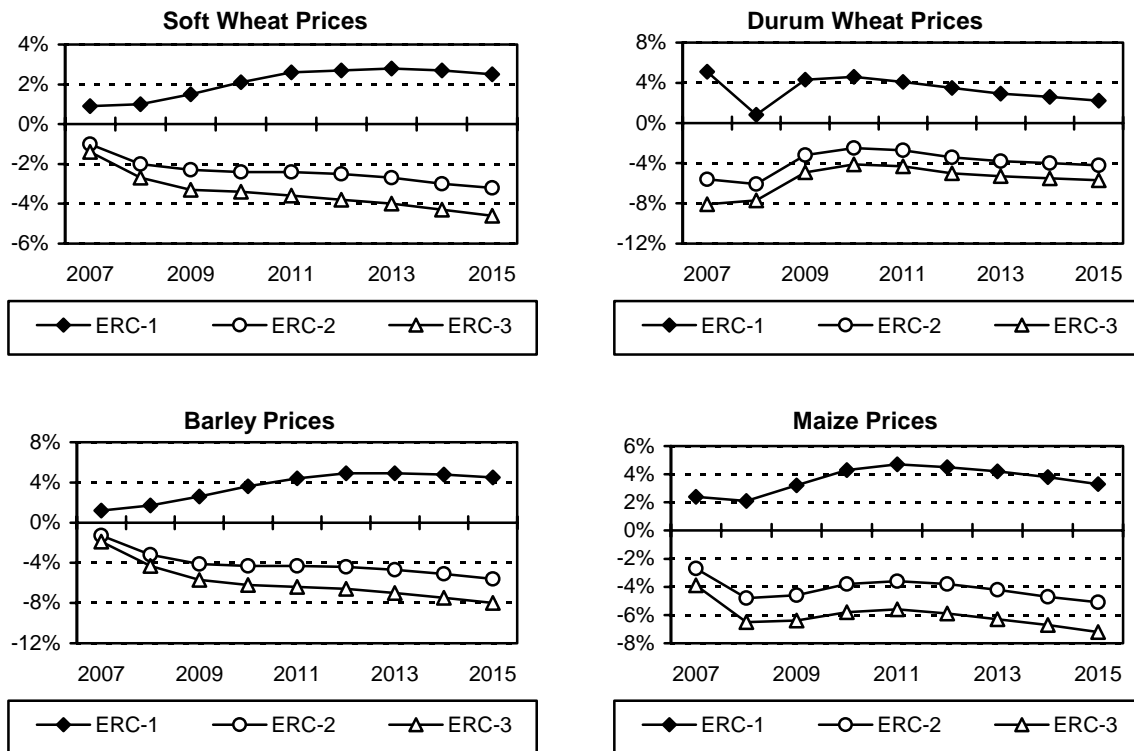 Soft Wheat Prices
4%
2%
0%
-2%
-4%
-6%
2007 2009 2011 2013 2015
ERC-1 ERC-2 ERC-3
Durum Wheat Prices
8%
4%
0%
-4%
-8%
-12%
2007 2009 2011 2013 2015
ERC-1 ERC-2 ERC-3
Barley Prices
8%
4%
0%
-4%
-8%
-12%
2007 2009 2011 2013 2015
ERC-1 ERC-2 ERC-3
Maize Prices
6%
4%
2%
0%
-2%
-4%
-6%
-8%
2007 2009 2011 2013 2015
ERC-1 ERC-2 ERC-3